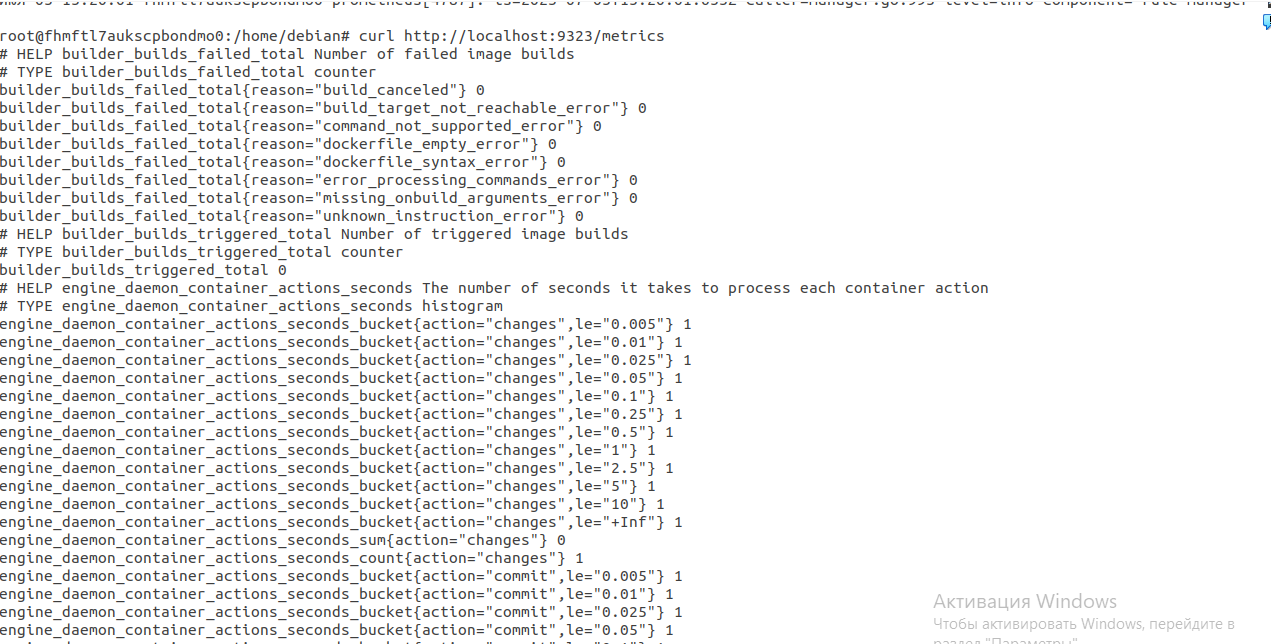 root@fhmftl7aukscpbondmo0:/home/debian# curl http://localhost:9323/metrics
# HELP builder_builds_failed_total Number of failed image builds
# TYPE builder_builds_failed_total counter
builder_builds_failed_total{reason="build_canceled"} 0
builder_builds_failed_total{reason="build_target_not_reachable_error"} 0
builder_builds_failed_total{reason="command_not_supported_error"} 0
builder_builds_failed_total{reason="dockerfile_empty_error"} 0
builder_builds_failed_total{reason="dockerfile_syntax_error"} 0
builder_builds_failed_total{reason="error_processing_commands_error"} 0
builder_builds_failed_total{reason="missing_onbuild_arguments_error"} 0
builder_builds_failed_total{reason="unknown_instruction_error"} 0
# HELP builder_builds_triggered_total Number of triggered image builds
# TYPE builder_builds_triggered_total counter
builder_builds_triggered_total 0
# HELP engine_daemon_container_actions_seconds The number of seconds it takes to process each container action
# TYPE engine_daemon_container_actions_seconds histogram
engine_daemon_container_actions_seconds_bucket{action="changes",le="0.005"} 1
engine_daemon_container_actions_seconds_bucket{action="changes",le="0.01"} 1
engine_daemon_container_actions_seconds_bucket{action="changes",le="0.025"} 1
engine_daemon_container_actions_seconds_bucket{action="changes",le="0.05"} 1
engine_daemon_container_actions_seconds_bucket{action="changes",le="0.1"} 1
engine_daemon_container_actions_seconds_bucket{action="changes",le="0.25"} 1
engine_daemon_container_actions_seconds_bucket{action="changes",le="0.5"} 1
engine_daemon_container_actions_seconds_bucket{action="changes",le="1"} 1
engine_daemon_container_actions_seconds_bucket{action="changes",le="2.5"} 1
engine_daemon_container_actions_seconds_bucket{action="changes",le="5"} 1
engine_daemon_container_actions_seconds_bucket{action="changes",le="10"} 1
engine_daemon_container_actions_seconds_bucket{action="changes",le="+Inf"} 1
engine_daemon_container_actions_seconds_sum{action="changes"} 0
engine_daemon_container_actions_seconds_count{action="changes"} 1
engine_daemon_container_actions_seconds_bucket{action="commit",le="0.005"} 1
engine_daemon_container_actions_seconds_bucket{action="commit",le="0.01"} 1
engine_daemon_container_actions_seconds_bucket{action="commit",le="0.025"} 1
engine_daemon_container_actions_seconds_bucket{action="commit",le="0.05"} 1
Активация Windows
Чтобы активировать Windows, перейдите в
раздел "Параметры".